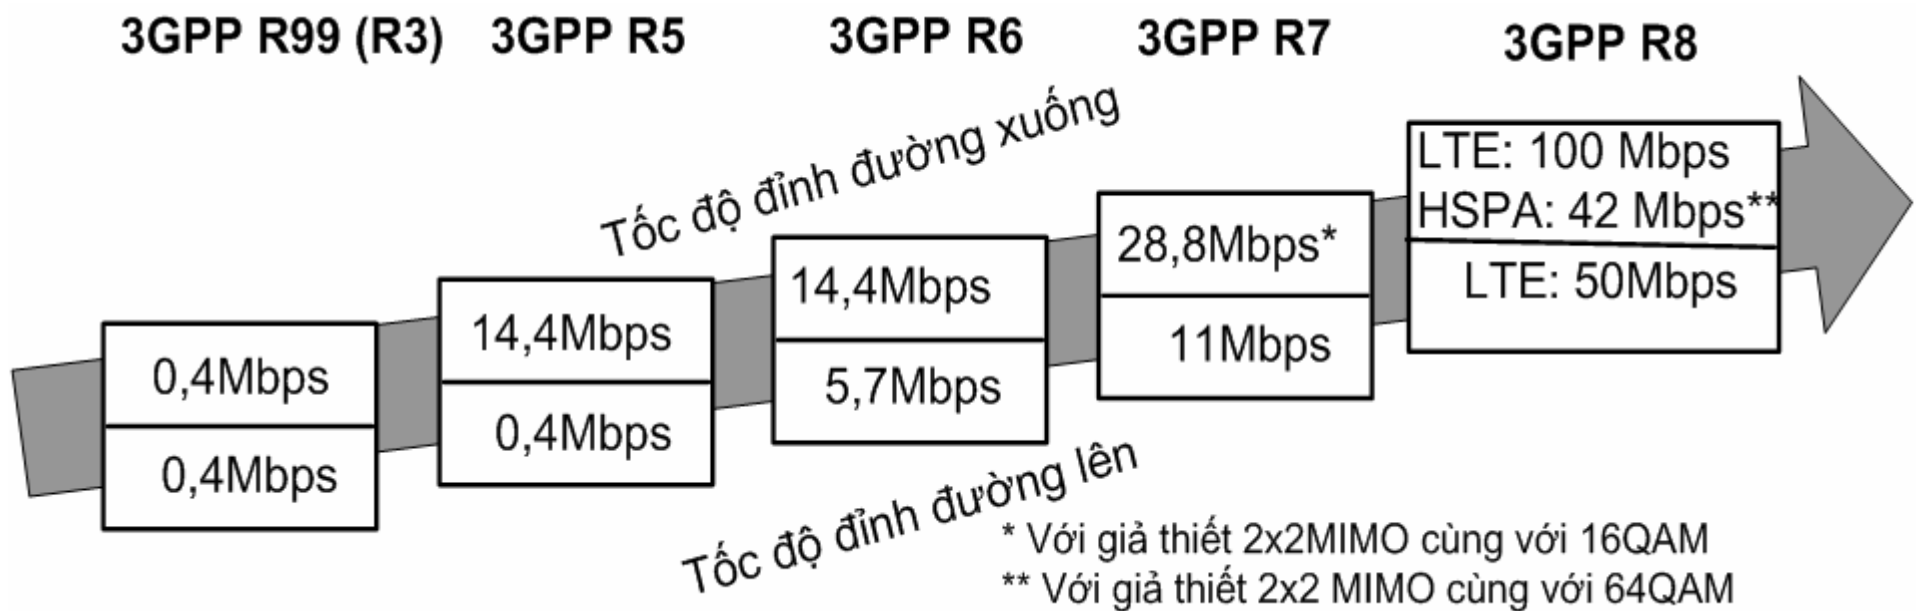 3GPP R99 (R3)
3GPP R5
3GPP R6
3GPP R7
3GPP R8
Tốc độ đỉnh đường xuống
0,4Mbps
0,4Mbps
14,4Mbps
0,4Mbps
14,4Mbps
5,7Mbps
28,8Mbps*
11Mbps
LTE: 100 Mbps
HSPA: 42 Mbps**
LTE: 50Mbps
Tốc độ đỉnh đường lên
* Với giả thiết 2x2MIMO cùng với 16QAM
** Với giả thiết 2x2 MIMO cùng với 64QAM